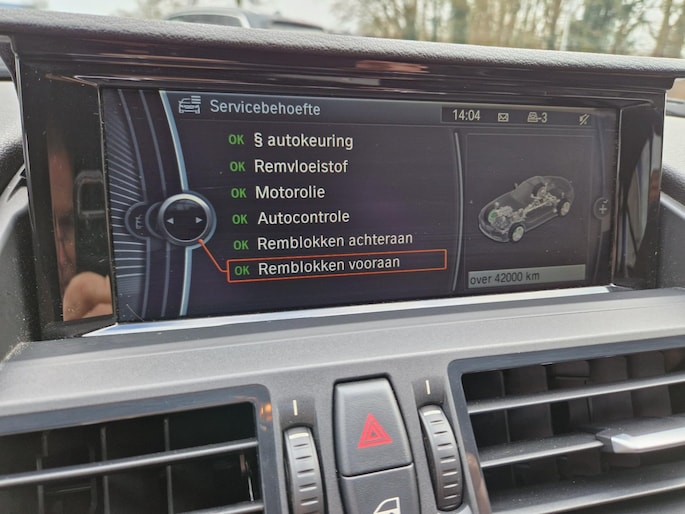 Servicebehoefte
14:04
-3
OK § autokeuring
OK Remvloeistof
OK Motorolie
OK Autocontrole
OK Remblokken achteraan
OK Remblokken vooraan
over 42000 km